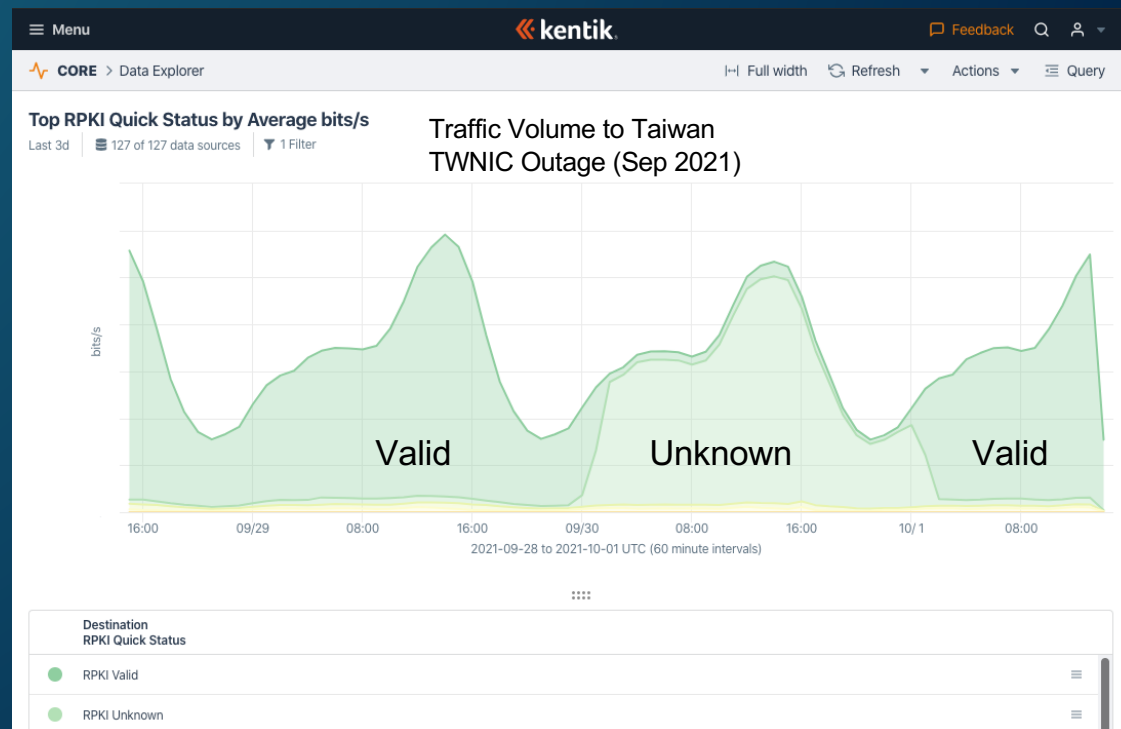 Menu
kentik.
Feedback
CORE > Data Explorer
Full width
Refresh
Actions
Query
Top RPKI Quick Status by Average bits/s
Last 3d
127 of 127 data sources
1 Filter
Traffic Volume to Taiwan
TWNIC Outage (Sep 2021)
bits/s
Valid
Unknown
Valid
16:00
09/29
08:00
16:00
09/30
08:00
16:00
10/1
08:00
2021-09-28 to 2021-10-01 UTC (60 minute intervals)
Destination
RPKI Quick Status
RPKI Valid
RPKI Unknown